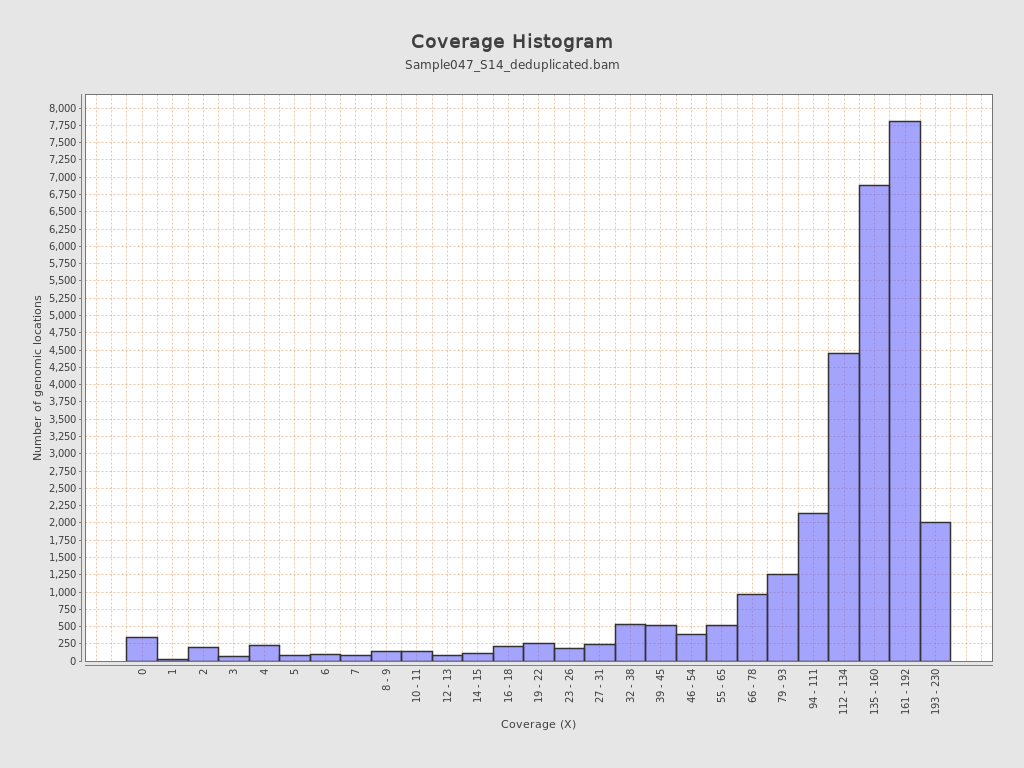 Coverage Histogram
Sample047_S14_deduplicated.bam
Number of genomic locations
8,000
7,750
7,500
7,250
7,000
6,750
6,500
6,250
6,000
5,750
5,500
5,250
5,000
4,750
4,500
4,250
4,000
3,750
3,500
3,250
3,000
2,750
2,500
2,250
2,000
1,750
1,500
1,250
1,000
750
500
250
0
0
1
2
3
4
5
6
7
8 - 9
10 - 11
12 - 13
14 - 15
16 - 18
19 - 22
23 - 26
27 - 31
32 - 38
39 - 45
46 - 54
55 - 65
66 - 78
79 - 93
94 - 111
112 - 134
135 - 160
161 - 192
193 - 230
Coverage (X)